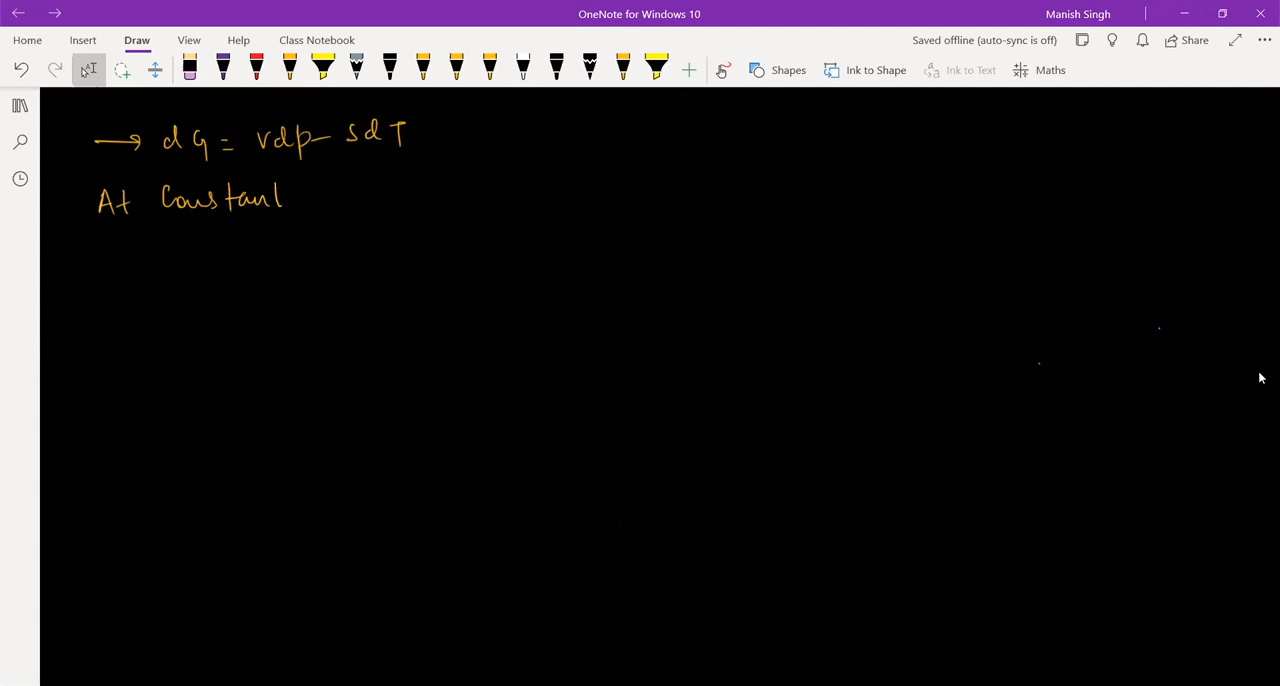 OneNote for Windows 10
Manish Singh
Home Insert Draw View Help Class Notebook
Saved offline (auto-sync is off) Share
Shapes Ink to Shape Ink to Text Maths
→ dG = vdp - sdT
At Constant